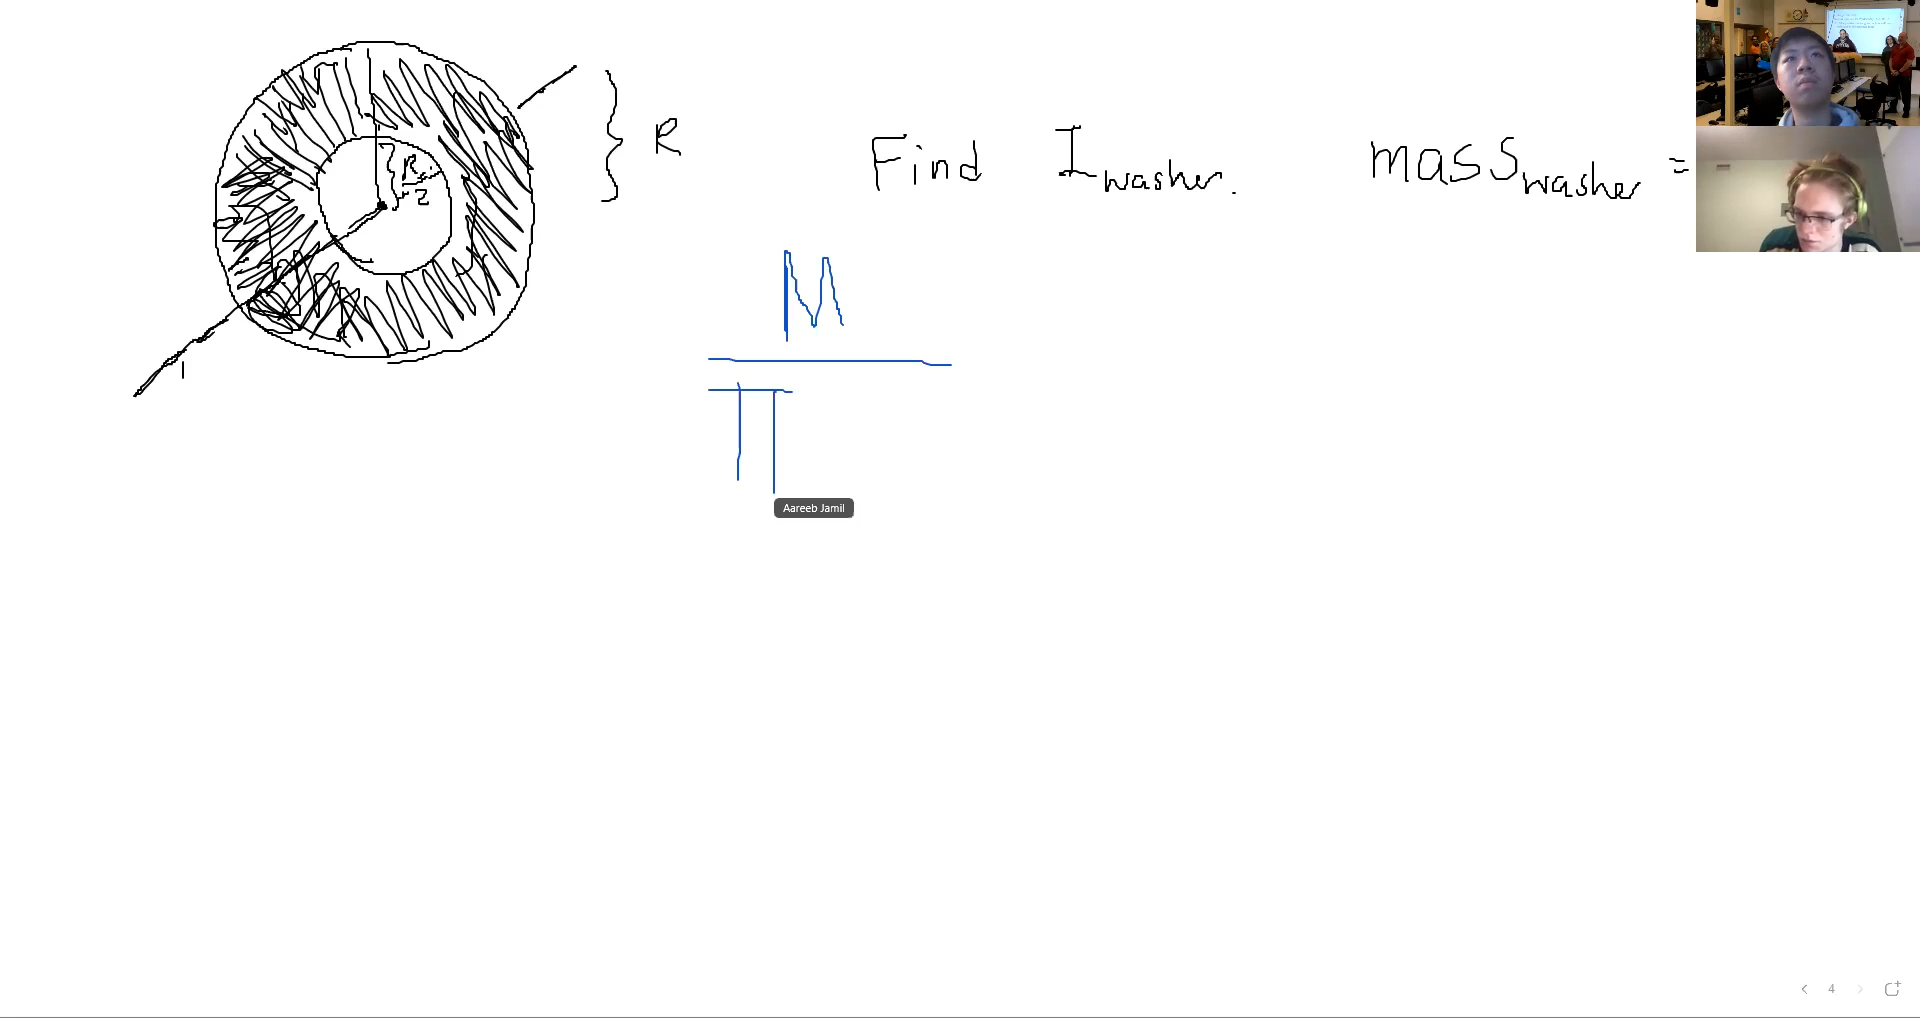 R
R
2
Find I washer.
mass washer =
M
π
Aareeb Jamil
4